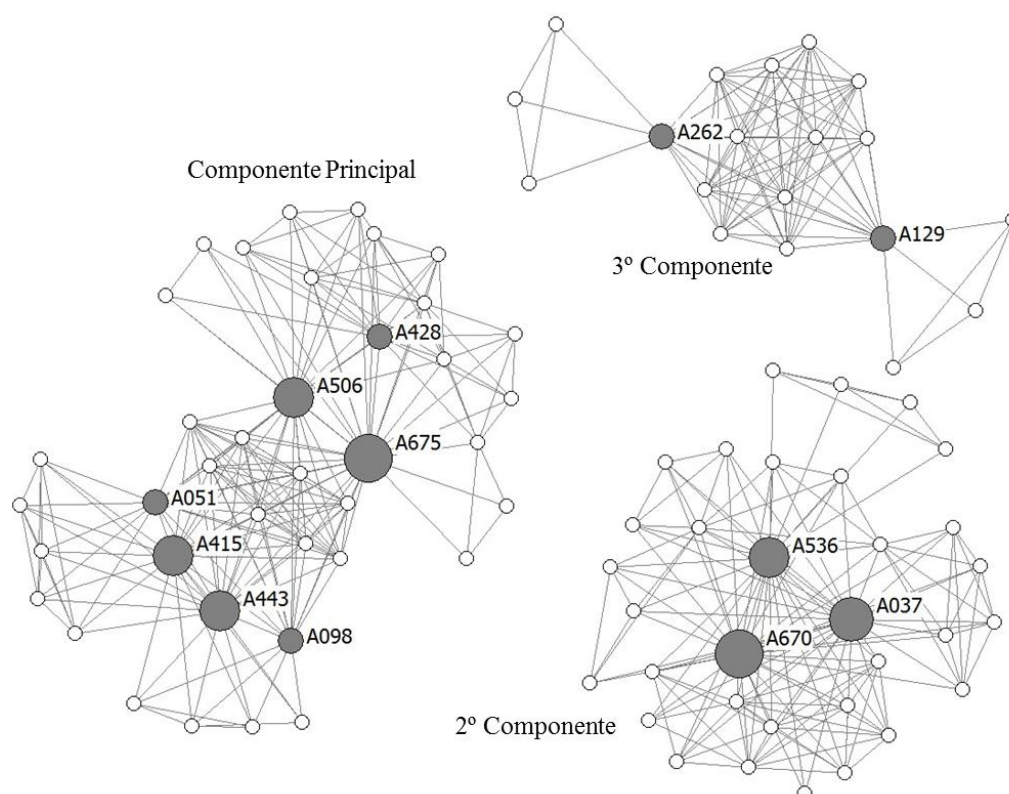 A262
Componente Principal
A129
3º Componente
A428
A506
A675
A051
A415
A536
A443
A037
A098
A670
2º Componente